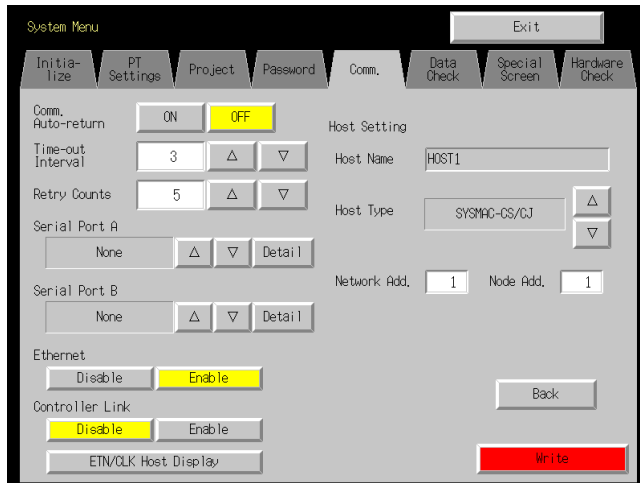 System Menu
Exit
Initia-
lize
PT
Settings
Project
Password
Comm.
Data
Check
Special
Screen
Hardware
Check
Comm.
Auto-return
ON
OFF
Time-out
Interval
3
△
▽
Retry Counts
5
△
▽
Serial Port A
None
△
▽
Detail
Serial Port B
None
△
▽
Detail
Ethernet
Disable
Enable
Controller Link
Disable
Enable
ETN/CLK Host Display
Host Setting
Host Name
HOST1
Host Type
SYSMAC-CS/CJ
△
▽
Network Add.
1
Node Add.
1
Back
Write